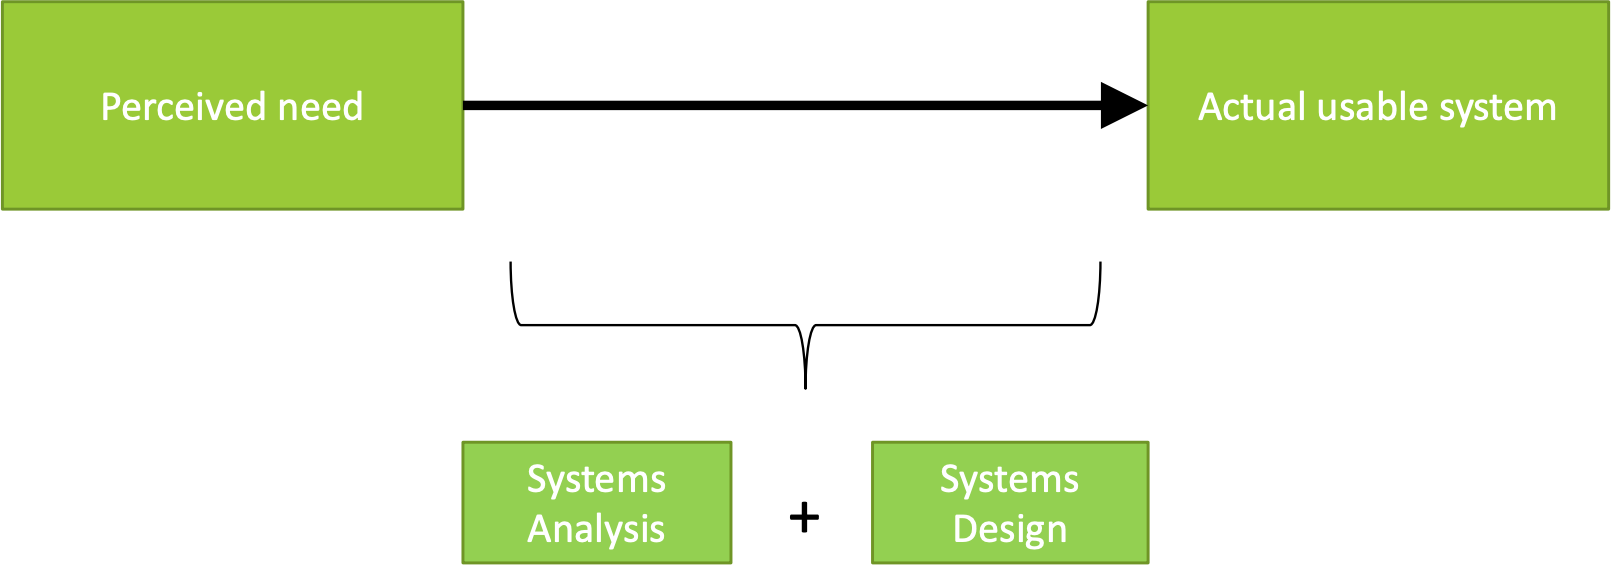 Perceived need
Actual usable system
Systems
Analysis
+
Systems
Design